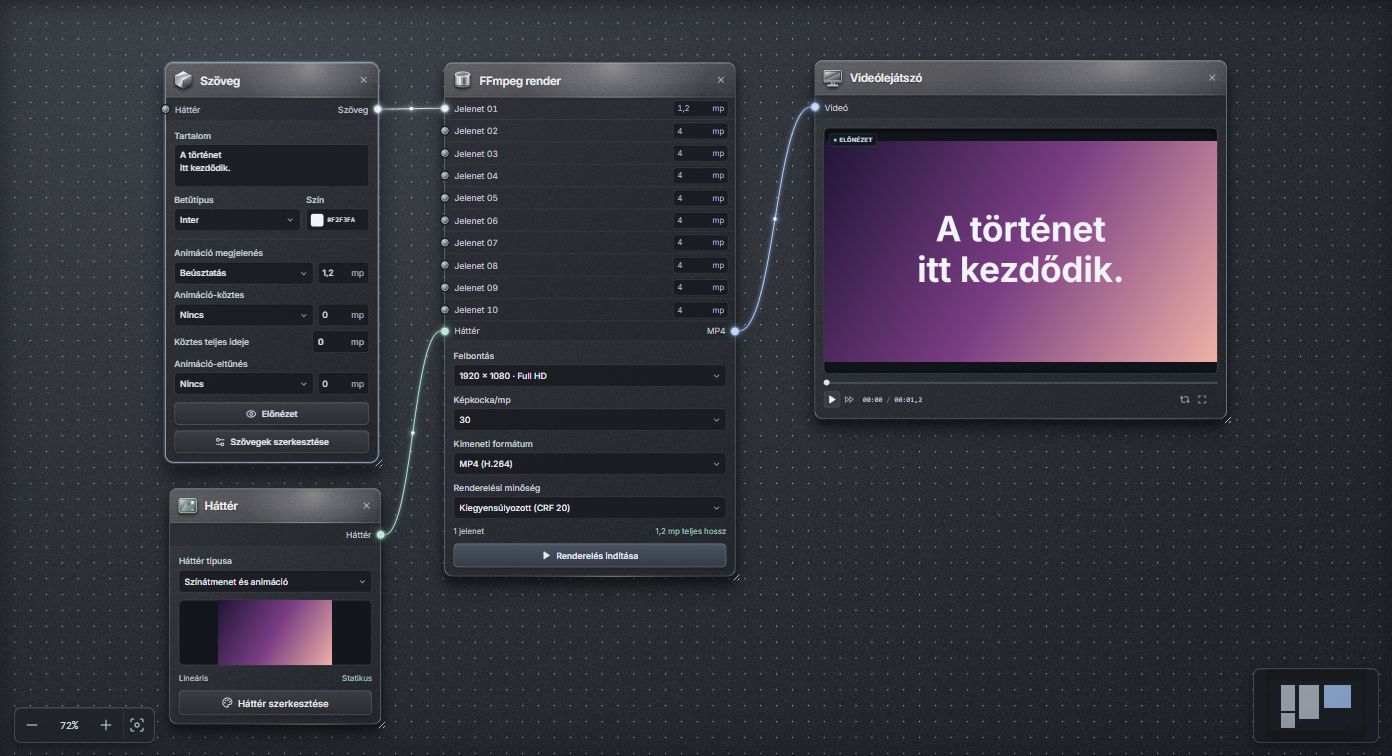 Szöveg
Háttér
Szöveg
Tartalom
A történet
itt kezdődik.
Betűtípus
Szín
Inter
#F2F3FA
Animáció megjelenés
Beúsztatás
1,2 mp
Animáció-köztes
Nincs
0 mp
Köztes teljes ideje
0 mp
Animáció-eltűnés
Nincs
0 mp
Előnézet
Szövegek szerkesztése
Háttér
Háttér
Háttér típusa
Színátmenet és animáció
Lineáris
Statikus
Háttér szerkesztése
72%
FFmpeg render
Jelenet 01 1,2 mp
Jelenet 02 4 mp
Jelenet 03 4 mp
Jelenet 04 4 mp
Jelenet 05 4 mp
Jelenet 06 4 mp
Jelenet 07 4 mp
Jelenet 08 4 mp
Jelenet 09 4 mp
Jelenet 10 4 mp
Háttér MP4
Felbontás
1920 × 1080 · Full HD
Képkocka/mp
30
Kimeneti formátum
MP4 (H.264)
Renderelési minőség
Kiegyensúlyozott (CRF 20)
1 jelenet 1,2 mp teljes hossz
Renderelés indítása
Videólejátszó
Videó
ELŐNÉZET
A történet
itt kezdődik.
00:00 / 00:01,2